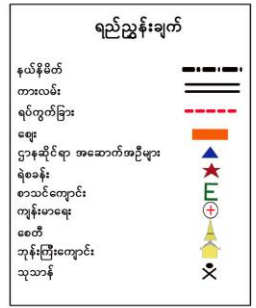 ရည်ညွှန်းချက်
နယ်နိမိတ်
ကားလမ်း
ရပ်ကွက်ခြား
ဈေး
ဌာနဆိုင်ရာ အဆောက်အဦများ
ရဲစခန်း
စာသင်ကျောင်း E
ကျန်းမာရေး
စေတီ
ဘုန်းကြီးကျောင်း
သုသာန်